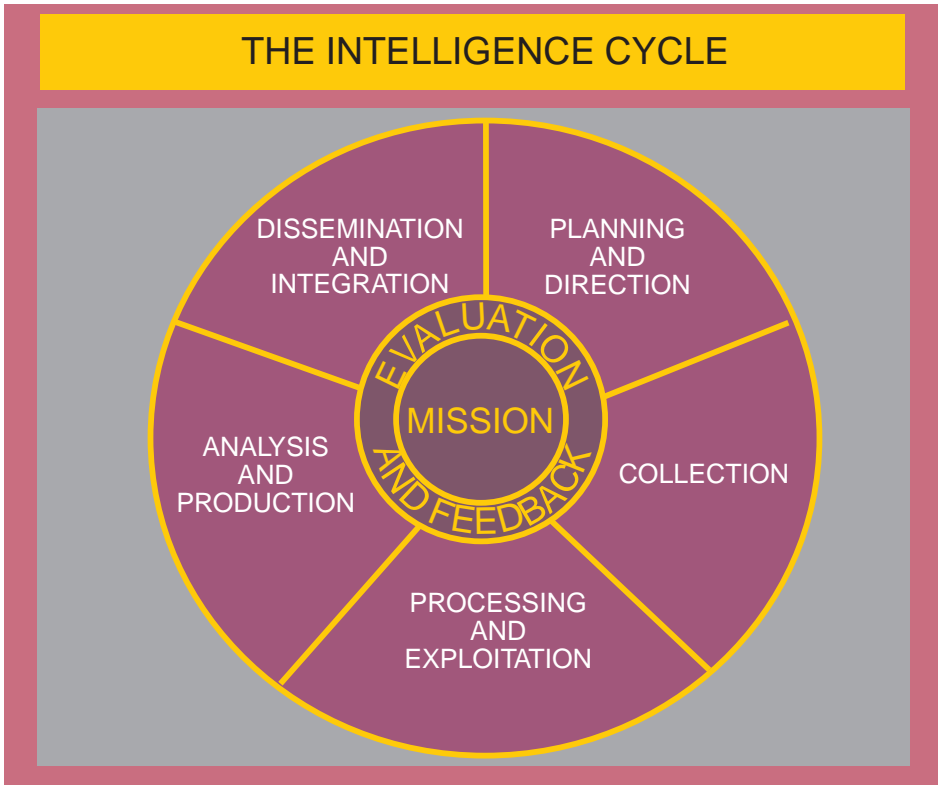 THE INTELLIGENCE CYCLE
DISSEMINATION
AND
INTEGRATION
PLANNING
AND
DIRECTION
EVALUATION
AND FEEDBACK
MISSION
ANALYSIS
AND
PRODUCTION
COLLECTION
PROCESSING
AND
EXPLOITATION